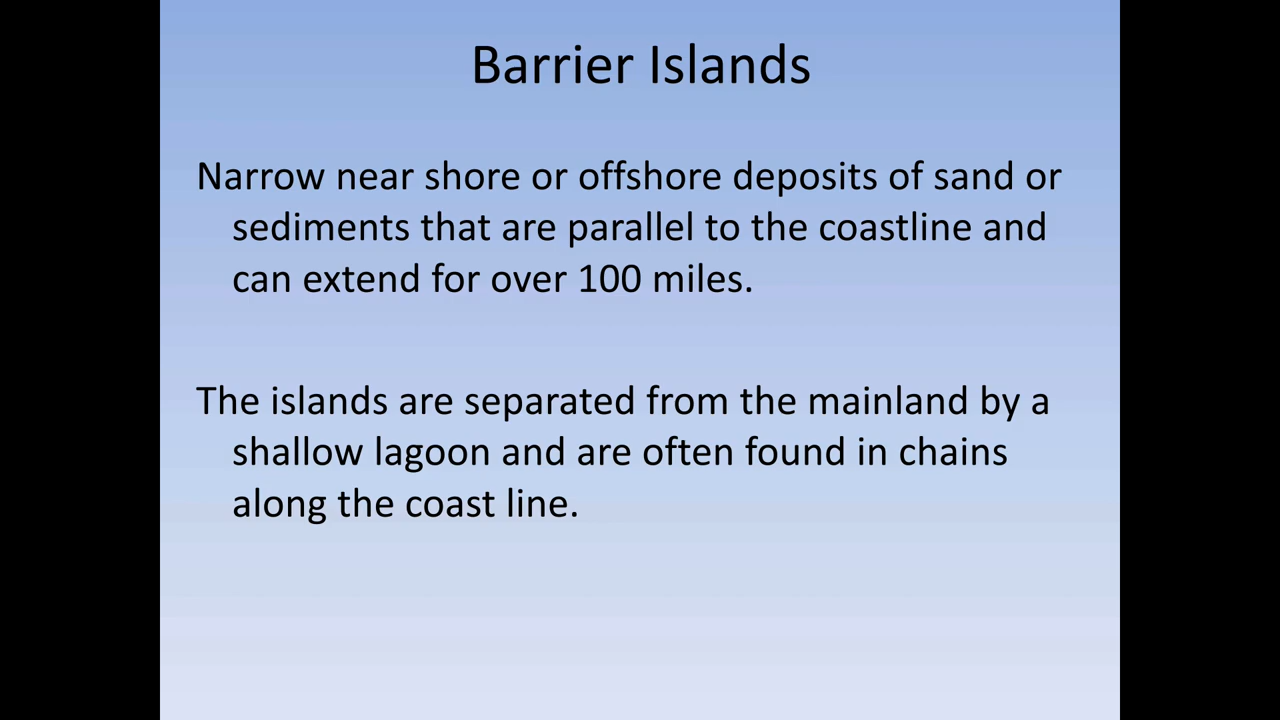 Barrier Islands
Narrow near shore or offshore deposits of sand or
sediments that are parallel to the coastline and
can extend for over 100 miles.
The islands are separated from the mainland by a
shallow lagoon and are often found in chains
along the coast line.